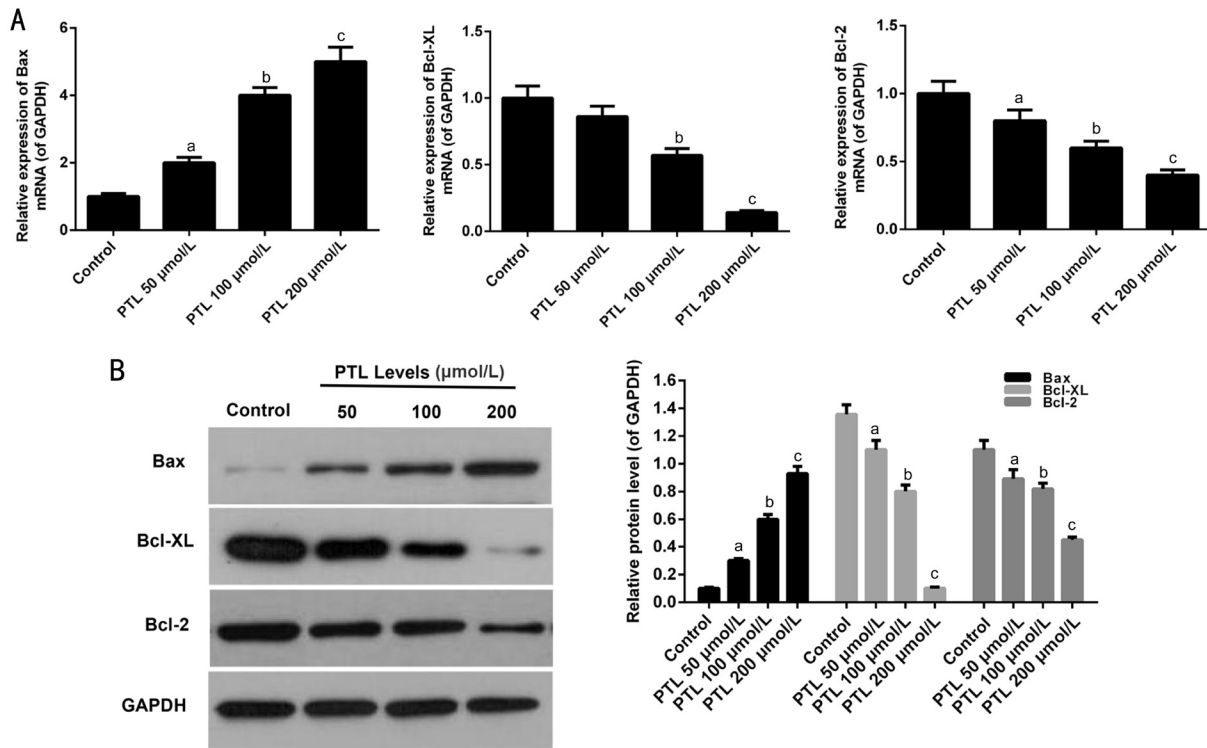 A
Relative expression of Bax
mRNA (of GAPDH)
6
4
2
0
a
b
c
Control
PTL 50 μmol/L
PTL 100 μmol/L
PTL 200 μmol/L
Relative expression of Bcl-XL
mRNA (of GAPDH)
1.5
1.0
0.5
0.0
b
c
Control
PTL 50 μmol/L
PTL 100 μmol/L
PTL 200 μmol/L
Relative expression of Bcl-2
mRNA (of GAPDH)
1.5
1.0
0.5
0.0
a
b
c
Control
PTL 50 μmol/L
PTL 100 μmol/L
PTL 200 μmol/L
B
PTL Levels (μmol/L)
Control 50 100 200
Bax
Bcl-XL
Bcl-2
GAPDH
Relative protein level (of GAPDH)
1.6
1.4
1.2
1.0
0.8
0.6
0.4
0.2
0.0
Bax
Bcl-XL
Bcl-2
a
b
c
a
b
c
a
b
c
Control
PTL 50 μmol/L
PTL 100 μmol/L
PTL 200 μmol/L
Control
PTL 50 μmol/L
PTL 100 μmol/L
PTL 200 μmol/L
Control
PTL 50 μmol/L
PTL 100 μmol/L
PTL 200 μmol/L